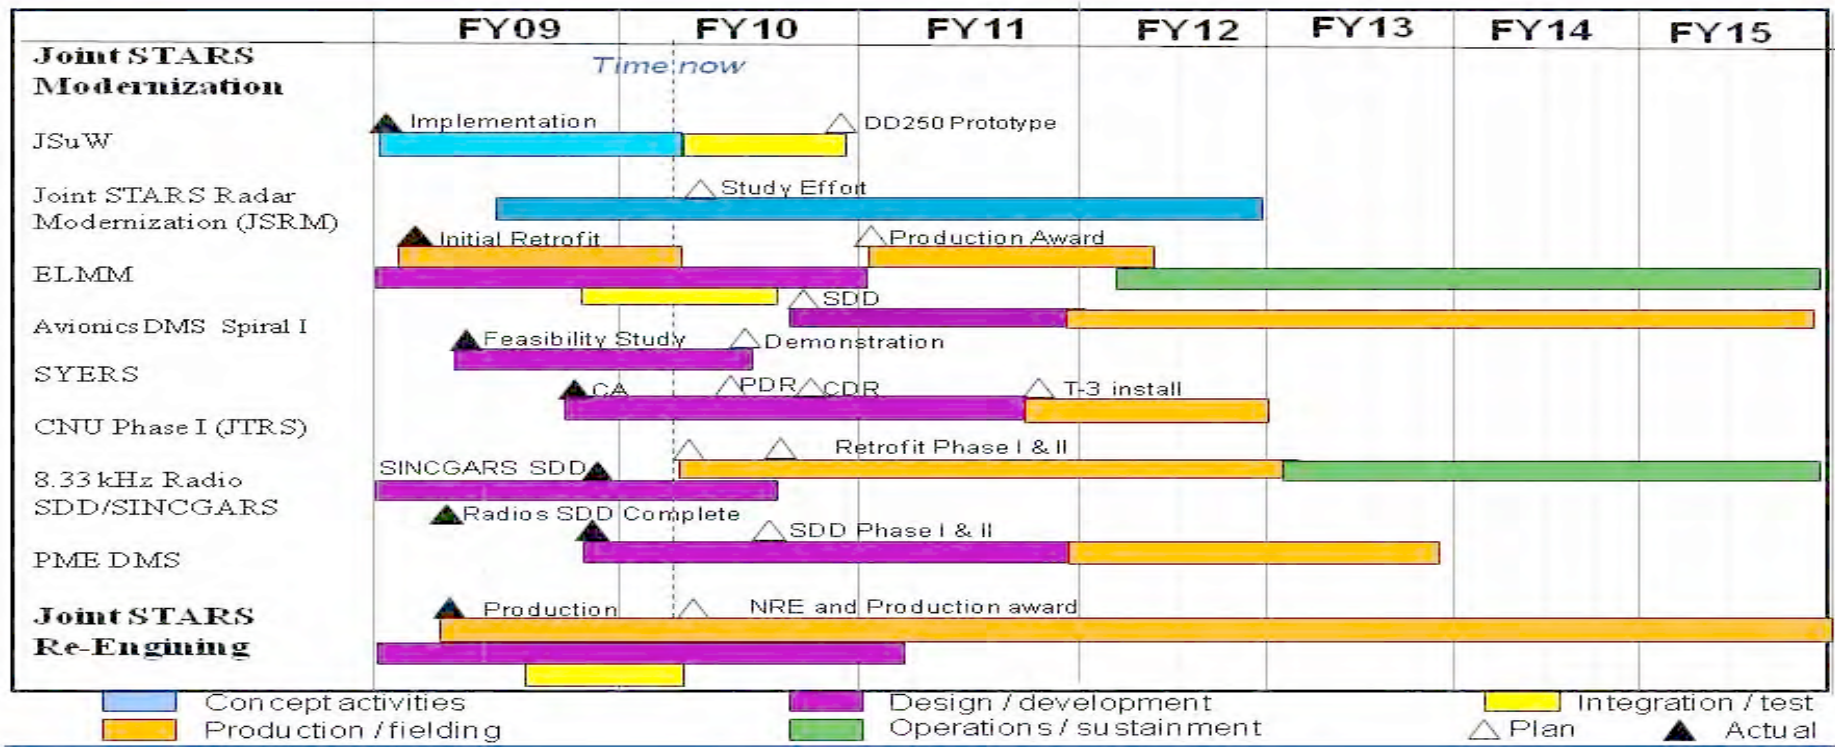 FY09 FY10 FY11 FY12 FY13 FY14 FY15
Joint STARS
Modernization
Time now
Implementation
DD250 Prototype
JSuW
Study Effort
Joint STARS Radar
Modernization (JSRM)
Initial Retrofit
Production Award
ELMM
SDD
Avionics DMS Spiral I
Feasibility Study
Demonstration
SYERS
CA
PDR
CDR
T-3 install
CNU Phase I (JTRS)
Retrofit Phase I & II
SINCGARS SDD
8.33 kHz Radio
SDD/SINCGARS
Radios SDD Complete
SDD Phase I & II
PME DMS
Production
NRE and Production award
Joint STARS
Re-Engining
Concept activities
Design / development
Integration / test
Production / fielding
Operations / sustainment
Plan
Actual